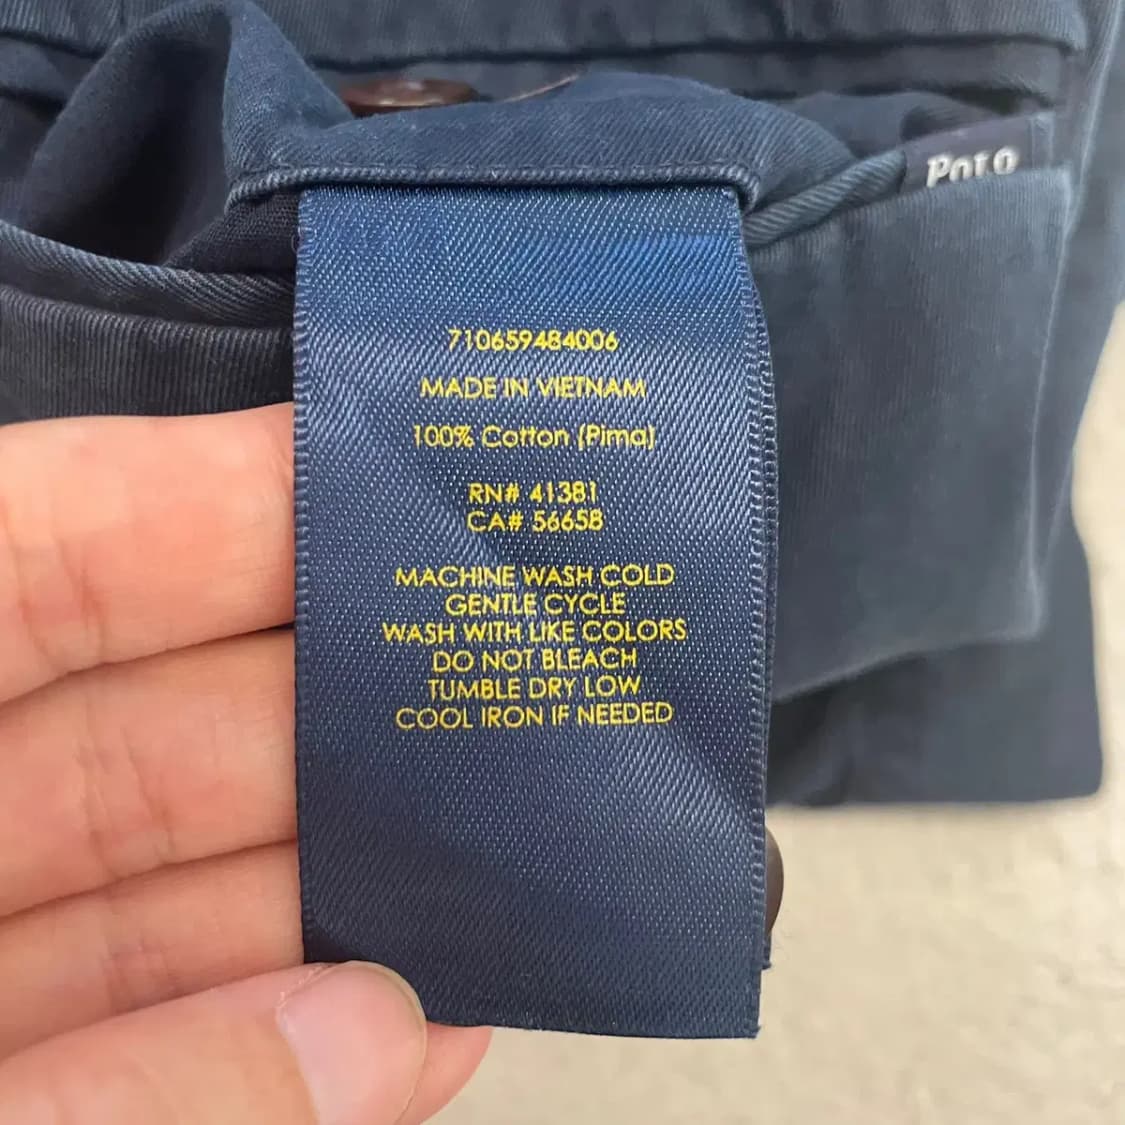 Polo
710659484006
MADE IN VIETNAM
100% Cotton (Pima)
RN# 41381
CA# 56658
MACHINE WASH COLD
GENTLE CYCLE
WASH WITH LIKE COLORS
DO NOT BLEACH
TUMBLE DRY LOW
COOL IRON IF NEEDED